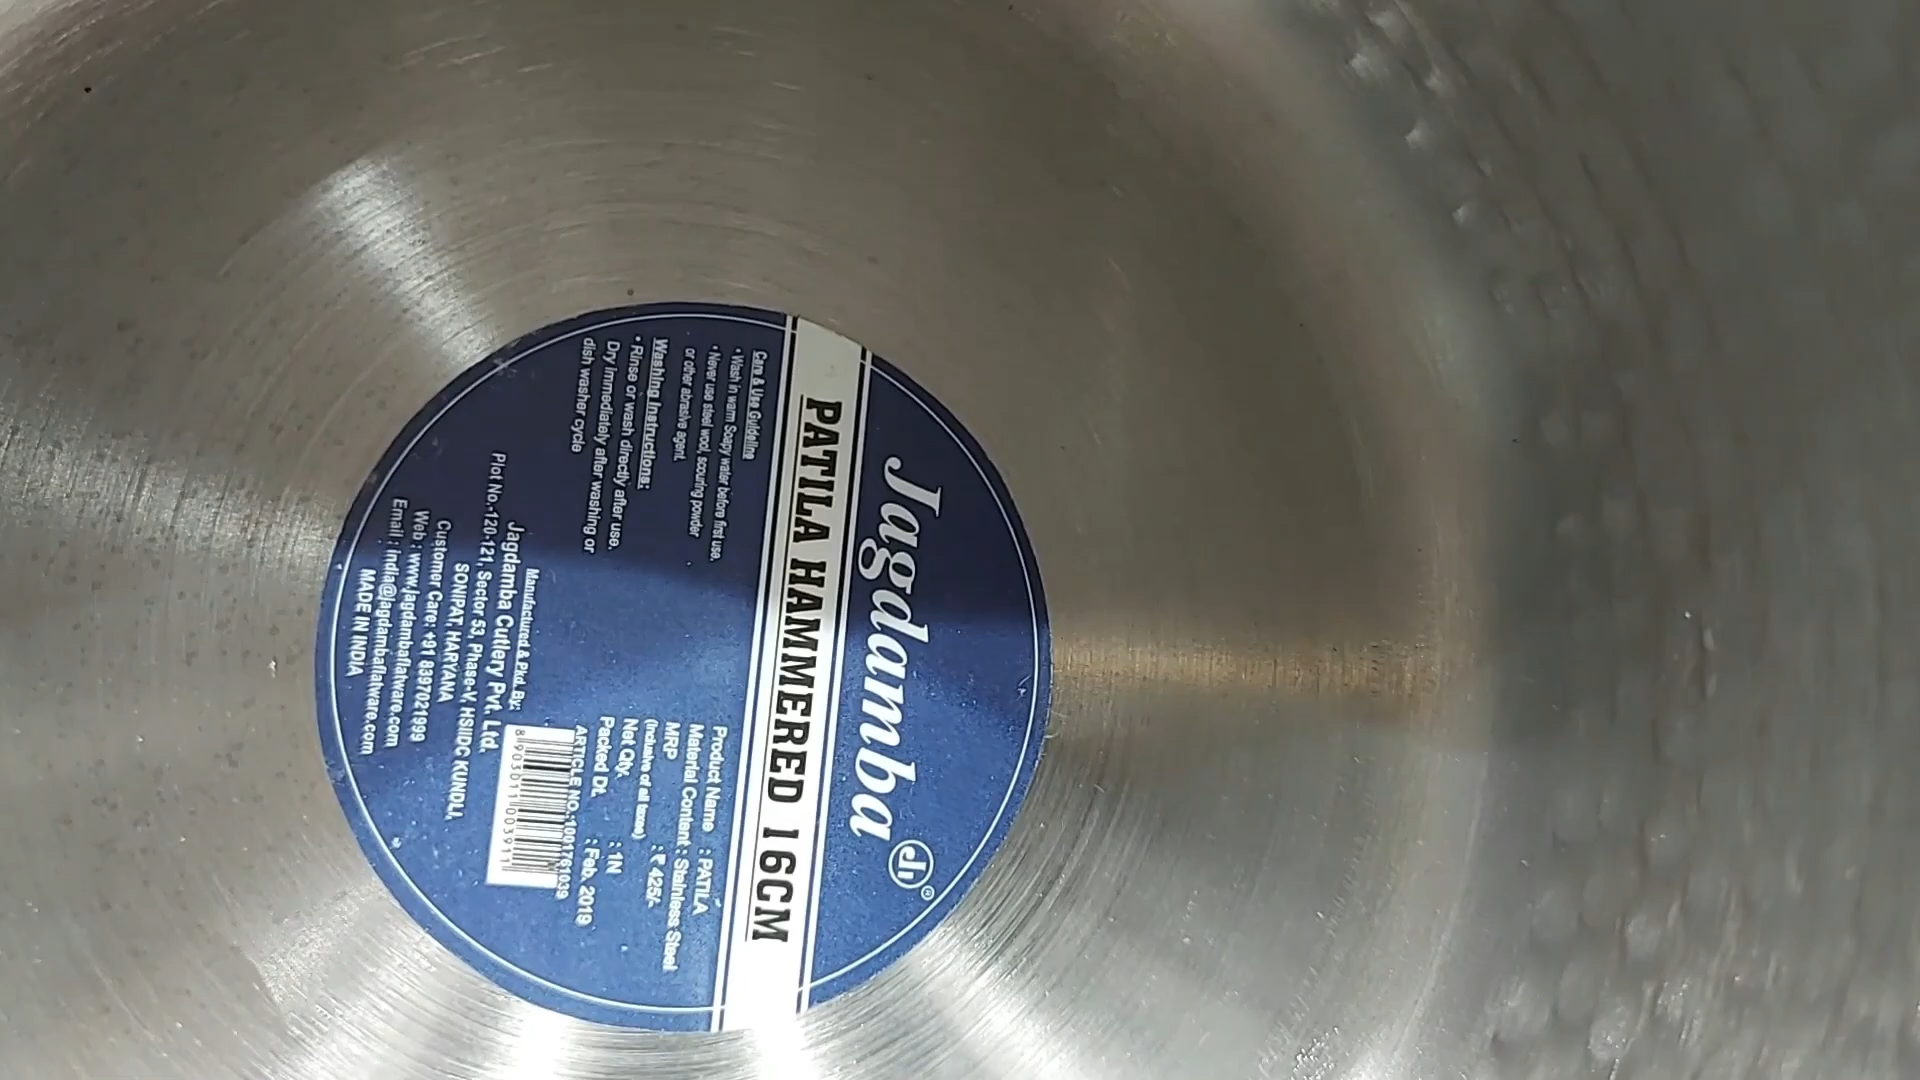 Jagdamba
PATILA HAMMERED 16CM
Care & Use Guideline
• Wash in warm Soapy water before first use.
• Never use steel wool, scouring powder
or other abrasive agent.
Washing Instructions:
• Rinse or wash directly after use.
Dry immediately after washing or
dish washer cycle
Product Name : PATILA
Material Content : Stainless Steel
MRP : ₹ 425/-
(Inclusive of all taxes)
Net Qty. : 1N
Packed Dt. : Feb. 2019
ARTICLE NO.:1001761039
8 903011 003911
Manufactured & Pkd. By:
Jagdamba Cutlery Pvt. Ltd.
Plot No.-120-121, Sector 53, Phase-V, HSIIDC KUNDLI,
SONIPAT, HARYANA
Customer Care: +91 8397021999
Web : www.jagdambaflatware.com
Email : india@jagdambaflatware.com
MADE IN INDIA